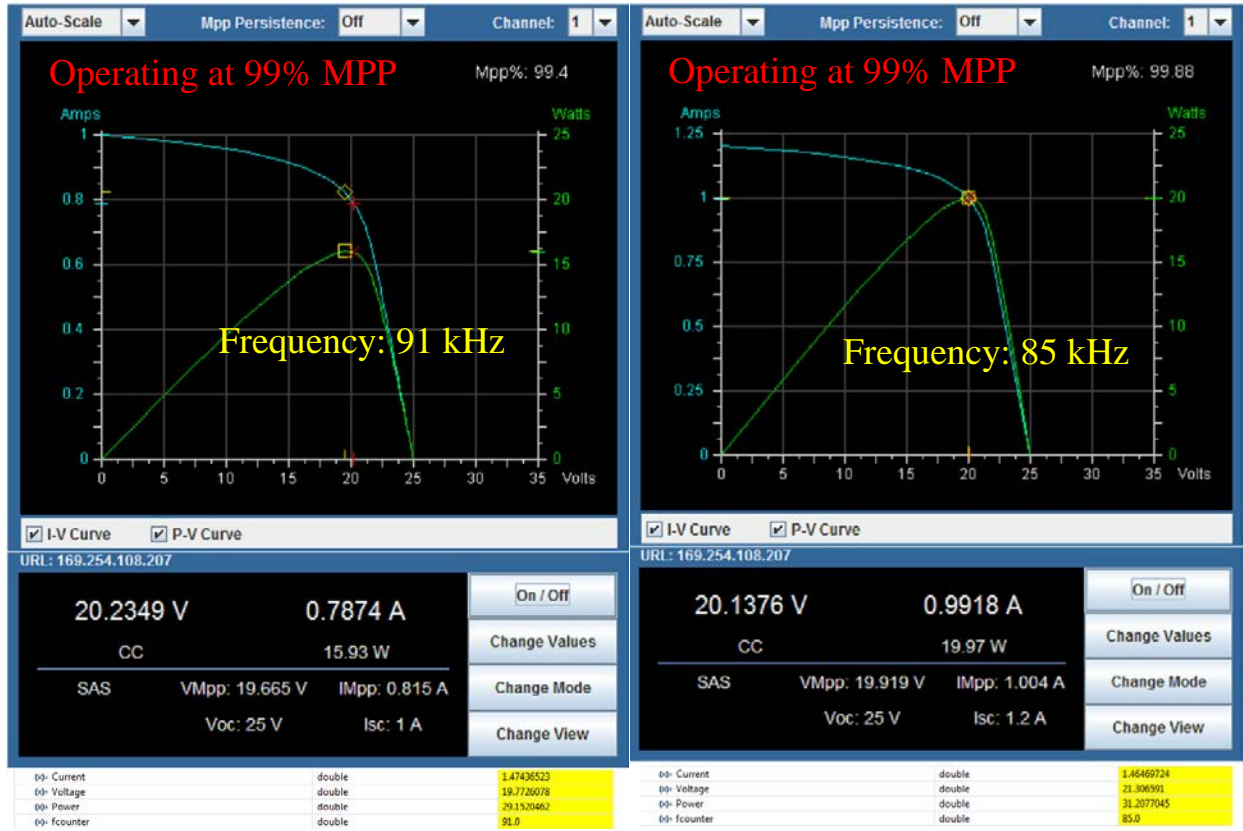 Auto-Scale Mpp Persistence: Off Channel: 1
Operating at 99% MPP
Mpp%: 99.4
Amps Watts
1 25
0.8 20
0.6 15
0.4 10
Frequency: 91 kHz
0.2 5
0 0
0 5 10 15 20 25 30 35 Volts
I-V Curve P-V Curve
URL: 169.254.108.207
20.2349 V 0.7874 A
CC 15.93 W
SAS VMpp: 19.665 V IMpp: 0.815 A
Voc: 25 V Isc: 1 A
On / Off
Change Values
Change Mode
Change View
(x)- Current double 1.47436523
(x)- Voltage double 19.7726078
(x)- Power double 29.1520462
(x)- fcounter double 91.0
Auto-Scale Mpp Persistence: Off Channel: 1
Operating at 99% MPP
Mpp%: 99.88
Amps Watts
1.25 25
1 20
0.75 15
0.5 10
Frequency: 85 kHz
0.25 5
0 0
0 5 10 15 20 25 30 35 Volts
I-V Curve P-V Curve
URL: 169.254.108.207
20.1376 V 0.9918 A
CC 19.97 W
SAS VMpp: 19.919 V IMpp: 1.004 A
Voc: 25 V Isc: 1.2 A
On / Off
Change Values
Change Mode
Change View
(x)- Current double 1.46469724
(x)- Voltage double 21.306591
(x)- Power double 31.2077045
(x)- fcounter double 85.0